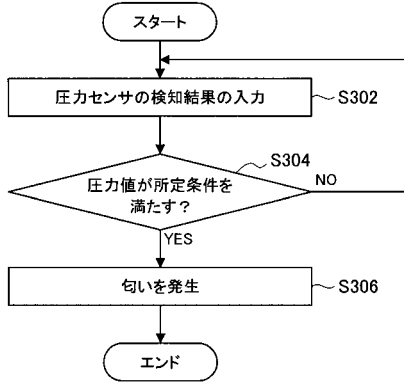 スタート
圧力センサの検知結果の入力
S302
S304
圧力値が所定条件を
満たす？
NO
YES
匂いを発生
S306
エンド